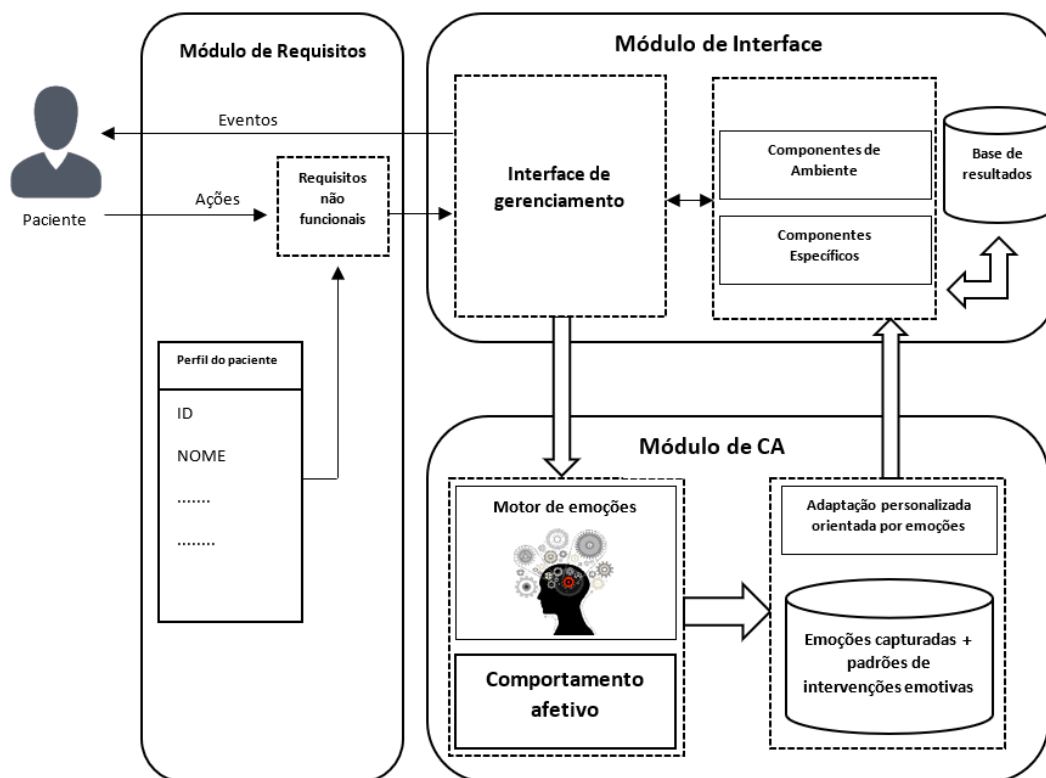 Módulo de Requisitos
Módulo de Interface
Eventos
Ações
Paciente
Requisitos
não
funcionais
Perfil do paciente
ID
NOME
.......
........
Interface de
gerenciamento
Componentes de
Ambiente
Componentes
Específicos
Base de
resultados
Módulo de CA
Motor de emoções
Comportamento
afetivo
Adaptação personalizada
orientada por emoções
Emoções capturadas +
padrões de
intervenções emotivas